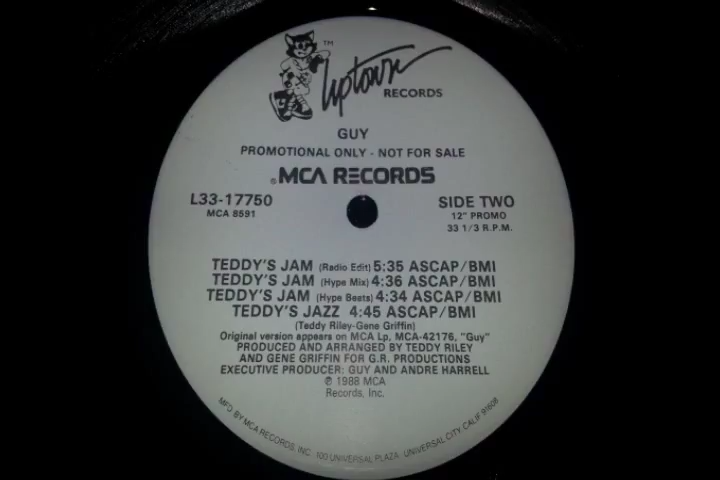 ™
Uptown
RECORDS
GUY
PROMOTIONAL ONLY - NOT FOR SALE
®MCA RECORDS
L33-17750
MCA 8591
SIDE TWO
12" PROMO
33 1/3 R.P.M.
TEDDY'S JAM (Radio Edit) 5:35 ASCAP/BMI
TEDDY'S JAM (Hype Mix) 4:36 ASCAP/BMI
TEDDY'S JAM (Hype Beats) 4:34 ASCAP/BMI
TEDDY'S JAZZ 4:45 ASCAP/BMI
(Teddy Riley-Gene Griffin)
Original version appears on MCA Lp, MCA-42176, "Guy"
PRODUCED AND ARRANGED BY TEDDY RILEY
AND GENE GRIFFIN FOR G.R. PRODUCTIONS
EXECUTIVE PRODUCER: GUY AND ANDRE HARRELL
℗ 1988 MCA
Records, Inc.
MFD. BY MCA RECORDS, INC. 100 UNIVERSAL PLAZA · UNIVERSAL CITY, CALIF. 91608